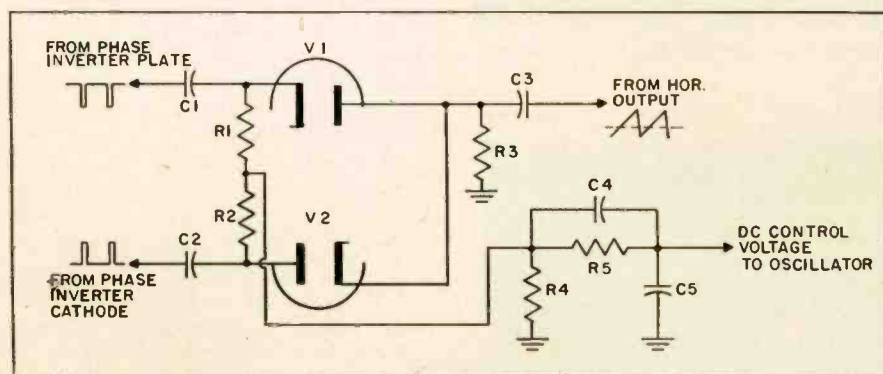 FROM PHASE
INVERTER PLATE
V1
C1
R1
C3
FROM HOR.
OUTPUT
R3
R2
V2
C2
C4
R5
R4
C5
DC CONTROL
VOLTAGE
TO OSCILLATOR
FROM PHASE
INVERTER
CATHODE